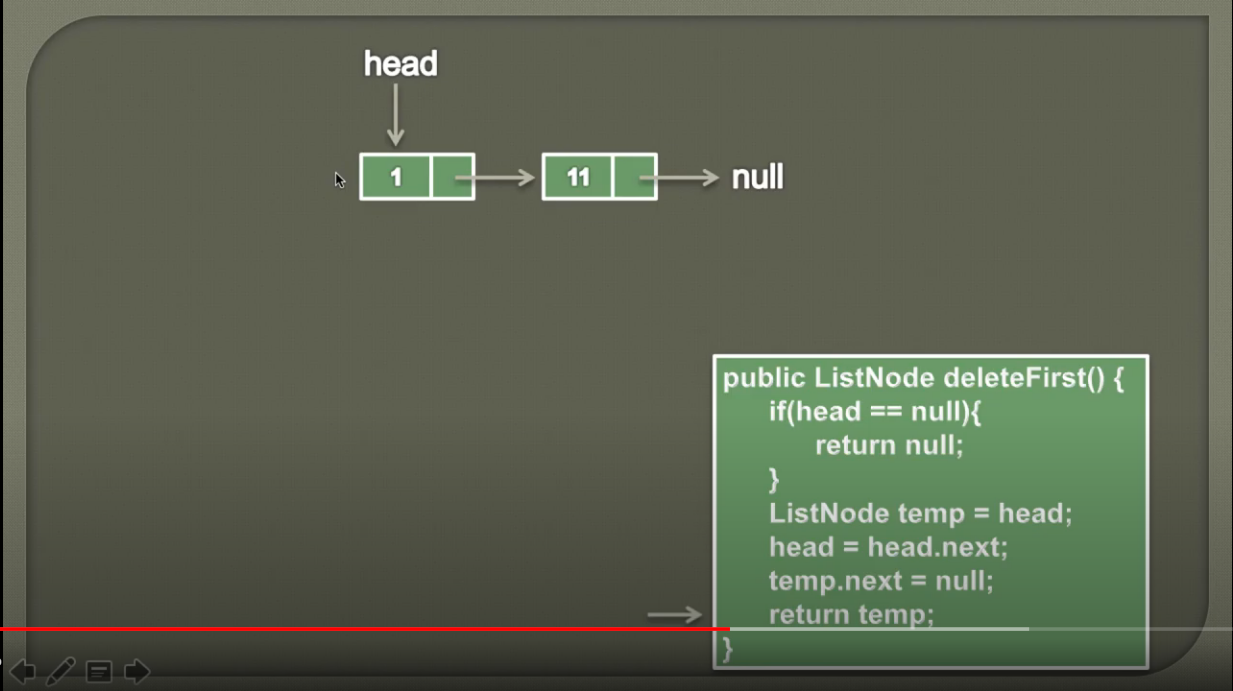 head
1 11 null
public ListNode deleteFirst() {
if(head == null){
return null;
}
ListNode temp = head;
head = head.next;
temp.next = null;
return temp;
}